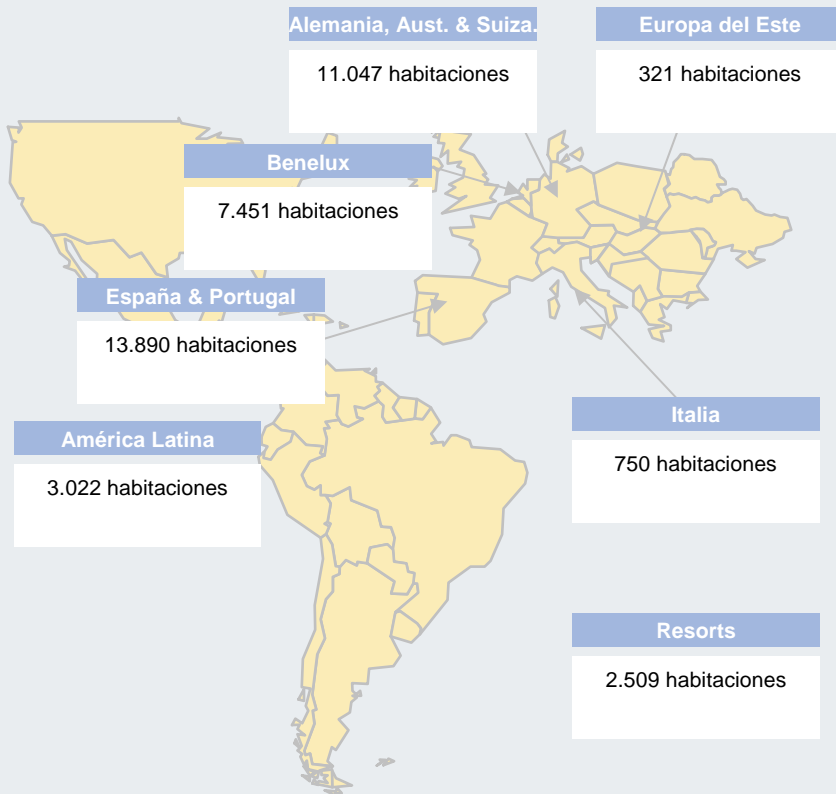 Alemania, Aust. & Suiza.
11.047 habitaciones
Europa del Este
321 habitaciones
Benelux
7.451 habitaciones
España & Portugal
13.890 habitaciones
América Latina
3.022 habitaciones
Italia
750 habitaciones
Resorts
2.509 habitaciones